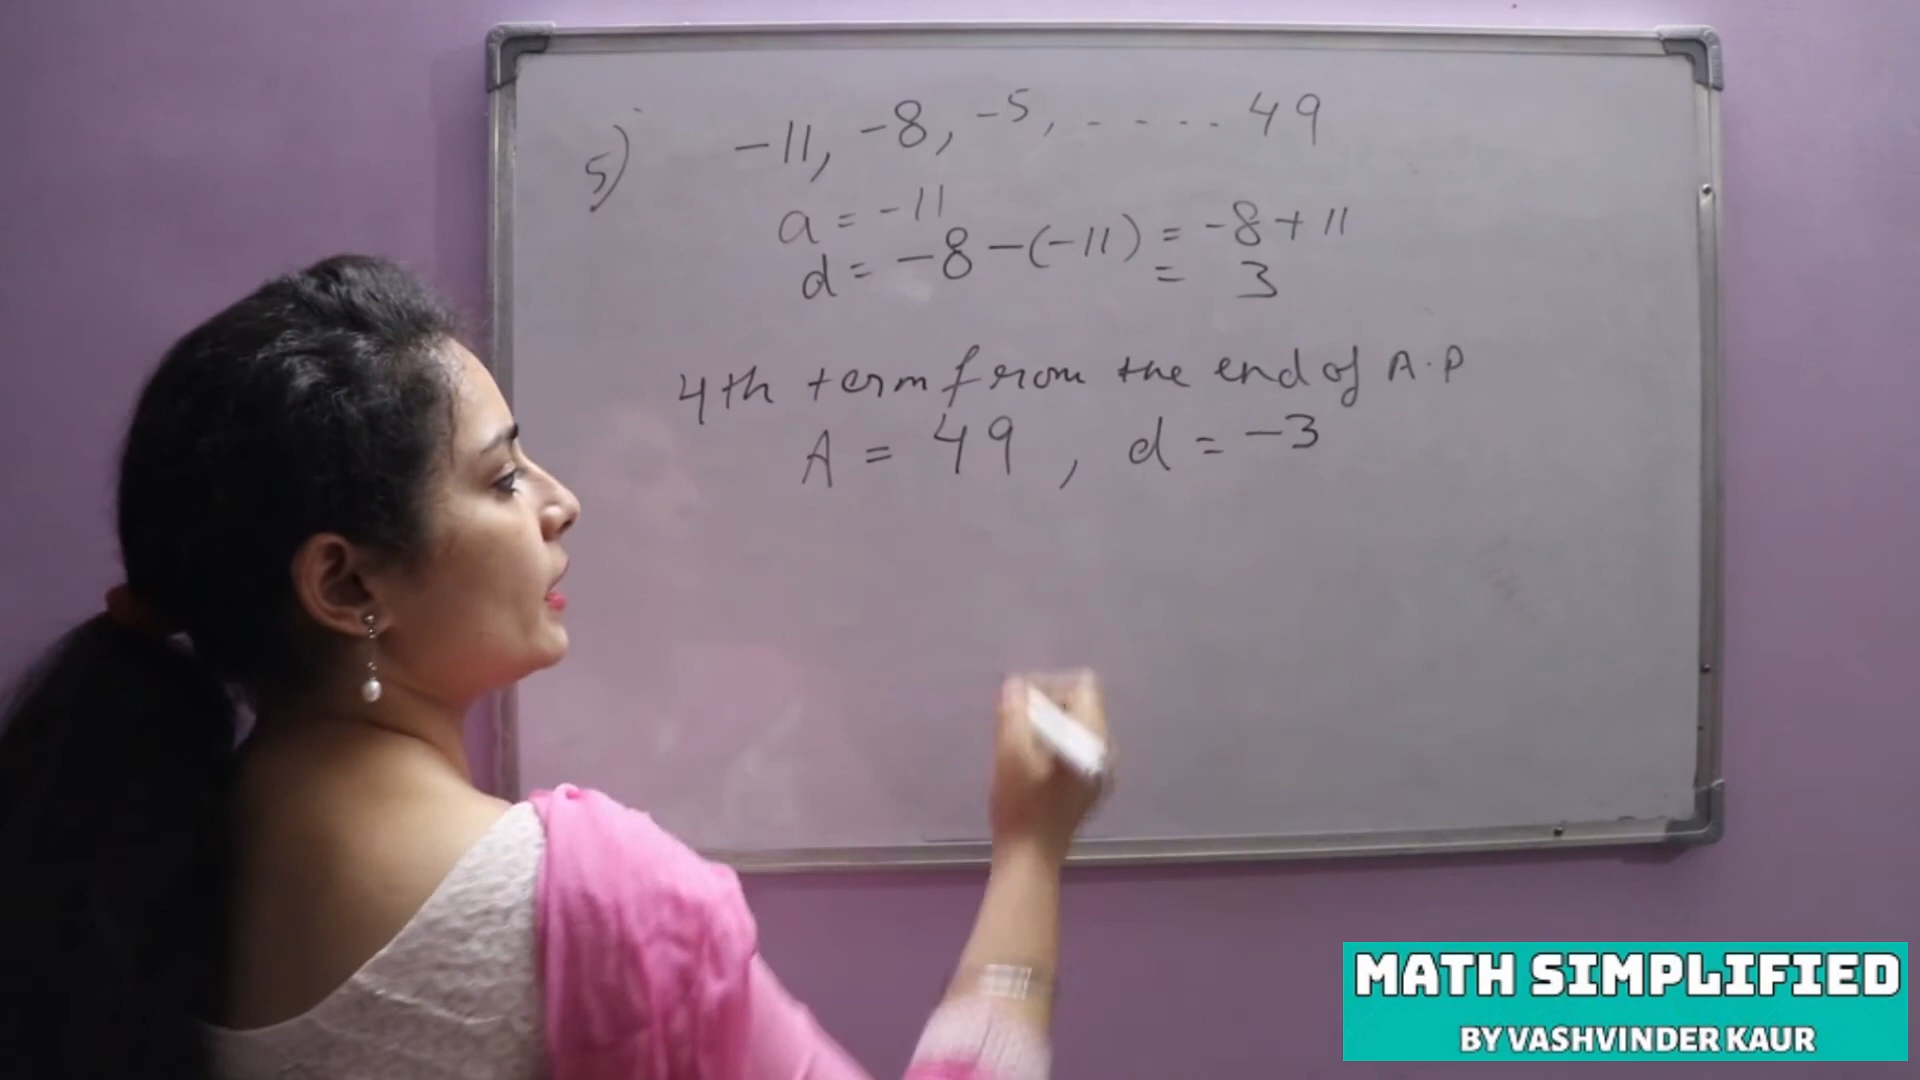 5) -11, -8, -5, - - - - 49
a = -11
d = -8 -(-11) = -8 + 11
= 3
4th term from the end of A.P
A = 49 , d = -3
MATH SIMPLIFIED
BY VASHVINDER KAUR